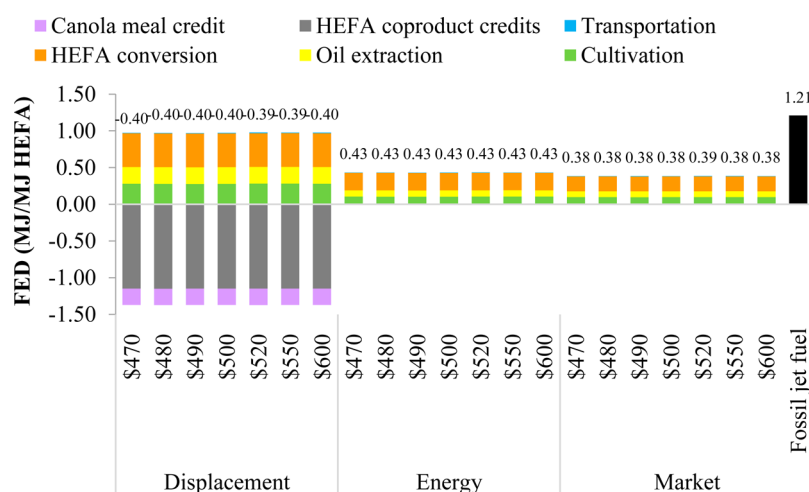 Canola meal credit HEFA coproduct credits Transportation
HEFA conversion Oil extraction Cultivation
FED (MJ/MJ HEFA)
1.50
1.00
0.50
0.00
-0.50
-1.00
-1.50
-0.40 -0.40 -0.40 -0.40 -0.39 -0.39 -0.40
0.43 0.43 0.43 0.43 0.43 0.43 0.43
0.38 0.38 0.38 0.38 0.39 0.38 0.38
1.21
$470 $480 $490 $500 $520 $550 $600
$470 $480 $490 $500 $520 $550 $600
$470 $480 $490 $500 $520 $550 $600
Fossil jet fuel
Displacement Energy Market